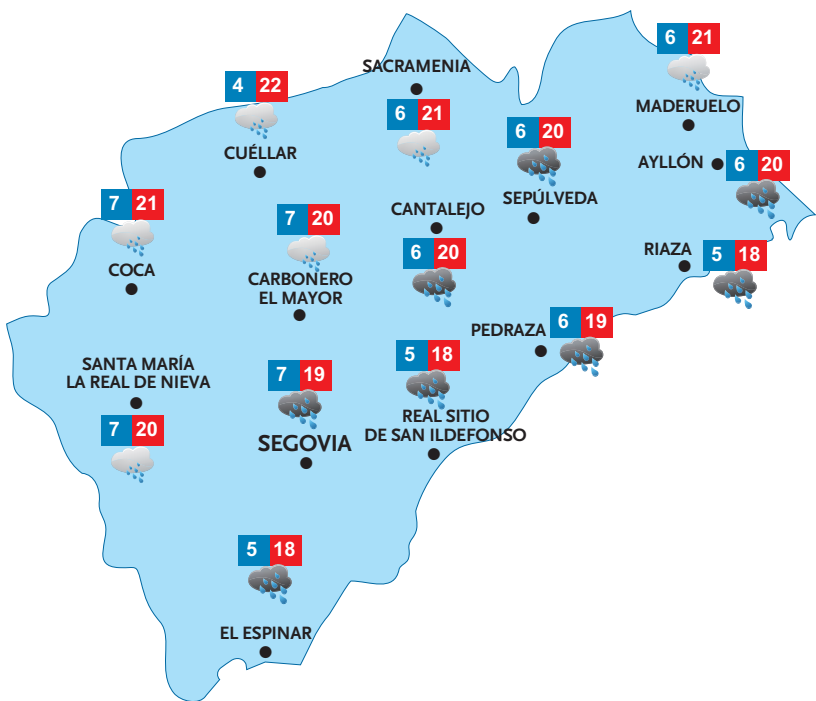 6 21
MADERUELO
SACRAMENIA
6 21
4 22
CUÉLLAR
6 20
SEPÚLVEDA
AYLLÓN
6 20
7 21
COCA
7 20
CARBONERO
EL MAYOR
CANTALEJO
6 20
RIAZA
5 18
PEDRAZA
6 19
SANTA MARÍA
LA REAL DE NIEVA
7 20
7 19
SEGOVIA
5 18
REAL SITIO
DE SAN ILDEFONSO
5 18
EL ESPINAR